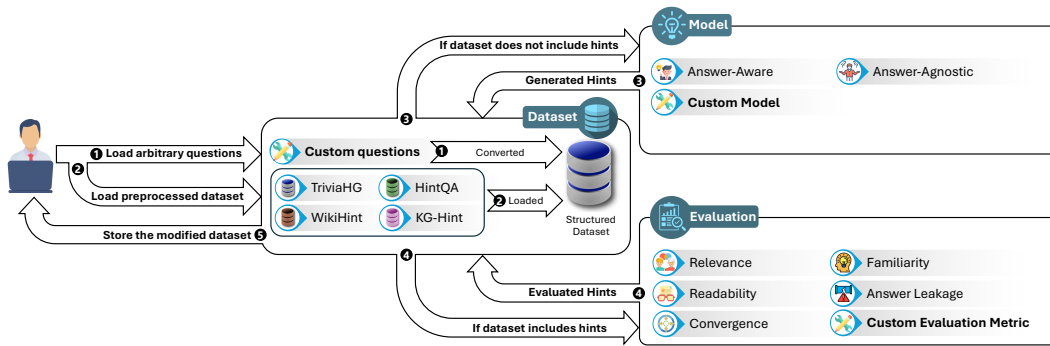 Model
If dataset does not include hints
Generated Hints
3
Answer-Aware
Answer-Agnostic
Custom Model
3
Dataset
1 Load arbitrary questions
2
Load preprocessed dataset
Custom questions
1
Converted
TriviaHG
HintQA
WikiHint
KG-Hint
2 Loaded
Structured
Dataset
Store the modified dataset 5
4
Evaluation
Relevance
Familiarity
Evaluated Hints
4
Readability
Answer Leakage
If dataset includes hints
Convergence
Custom Evaluation Metric